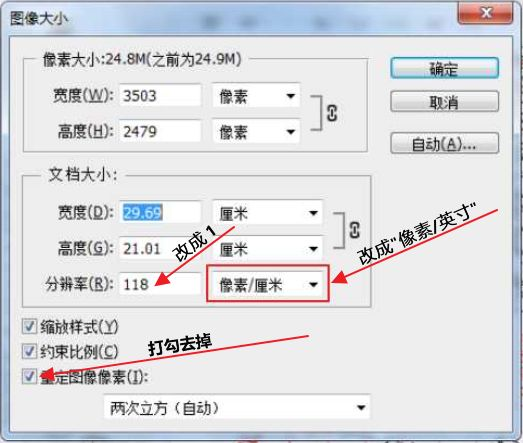 图像大小
像素大小:24.8M(之前为24.9M)
宽度(W): 3503 像素
高度(H): 2479 像素
确定
取消
自动(A)...
文档大小:
宽度(D): 29.69 厘米
高度(G): 21.01 厘米
分辨率(R): 118 像素/厘米
改成 1
改成"像素/英寸"
缩放样式(Y)
约束比例(C)
打勾去掉
重定图像像素(I):
两次立方（自动）